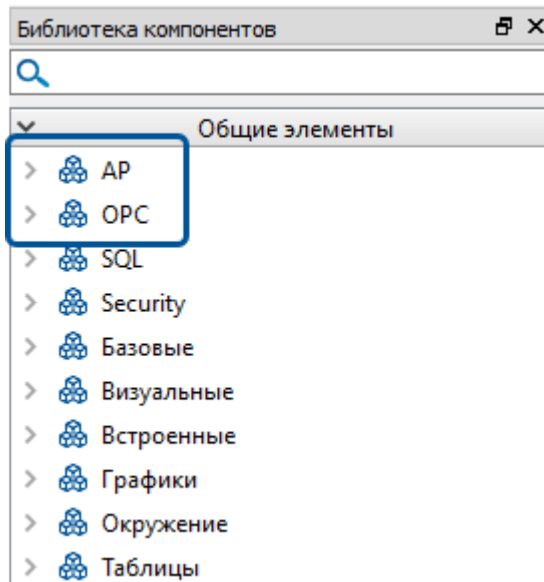 Библиотека компонентов
Общие элементы
AP
OPC
SQL
Security
Базовые
Визуальные
Встроенные
Графики
Окружение
Таблицы